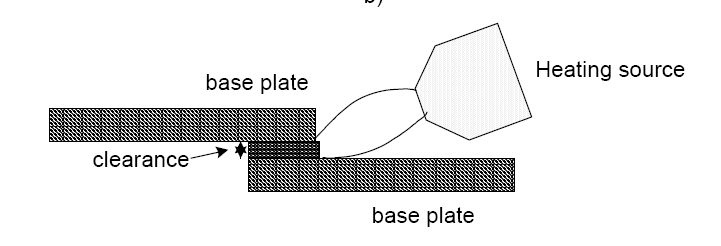 b)
Heating source
base plate
clearance
base plate